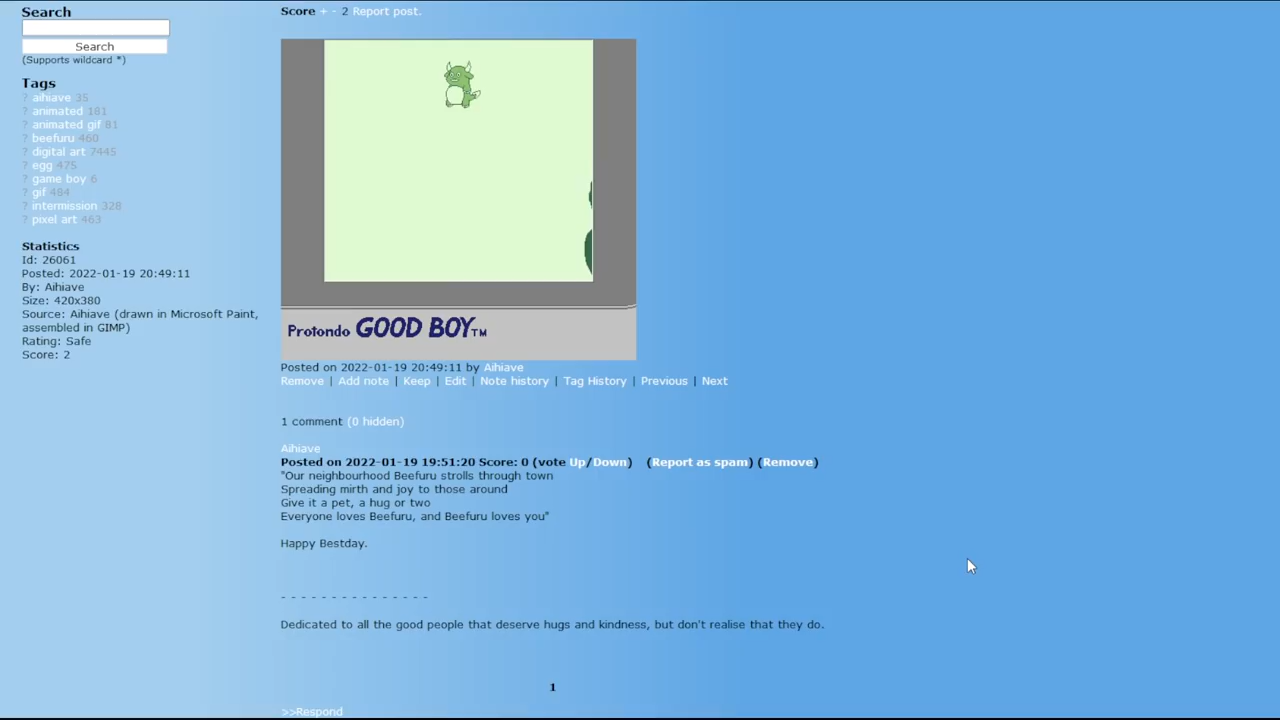 Search
Search
(Supports wildcard *)
Tags
? aihiave 35
? animated 181
? animated gif 81
? beefuru 460
? digital art 7445
? egg 475
? game boy 6
? gif 484
? intermission 328
? pixel art 463
Statistics
Id: 26061
Posted: 2022-01-19 20:49:11
By: Aihiave
Size: 420x380
Source: Aihiave (drawn in Microsoft Paint,
assembled in GIMP)
Rating: Safe
Score: 2
Score + - 2 Report post.
Protondo GOOD BOY™
Posted on 2022-01-19 20:49:11 by Aihiave
Remove | Add note | Keep | Edit | Note history | Tag History | Previous | Next
1 comment (0 hidden)
Aihiave
Posted on 2022-01-19 19:51:20 Score: 0 (vote Up/Down) (Report as spam) (Remove)
"Our neighbourhood Beefuru strolls through town
Spreading mirth and joy to those around
Give it a pet, a hug or two
Everyone loves Beefuru, and Beefuru loves you"
Happy Bestday.
- - - - - - - - - - - - - - -
Dedicated to all the good people that deserve hugs and kindness, but don't realise that they do.
1
>>Respond